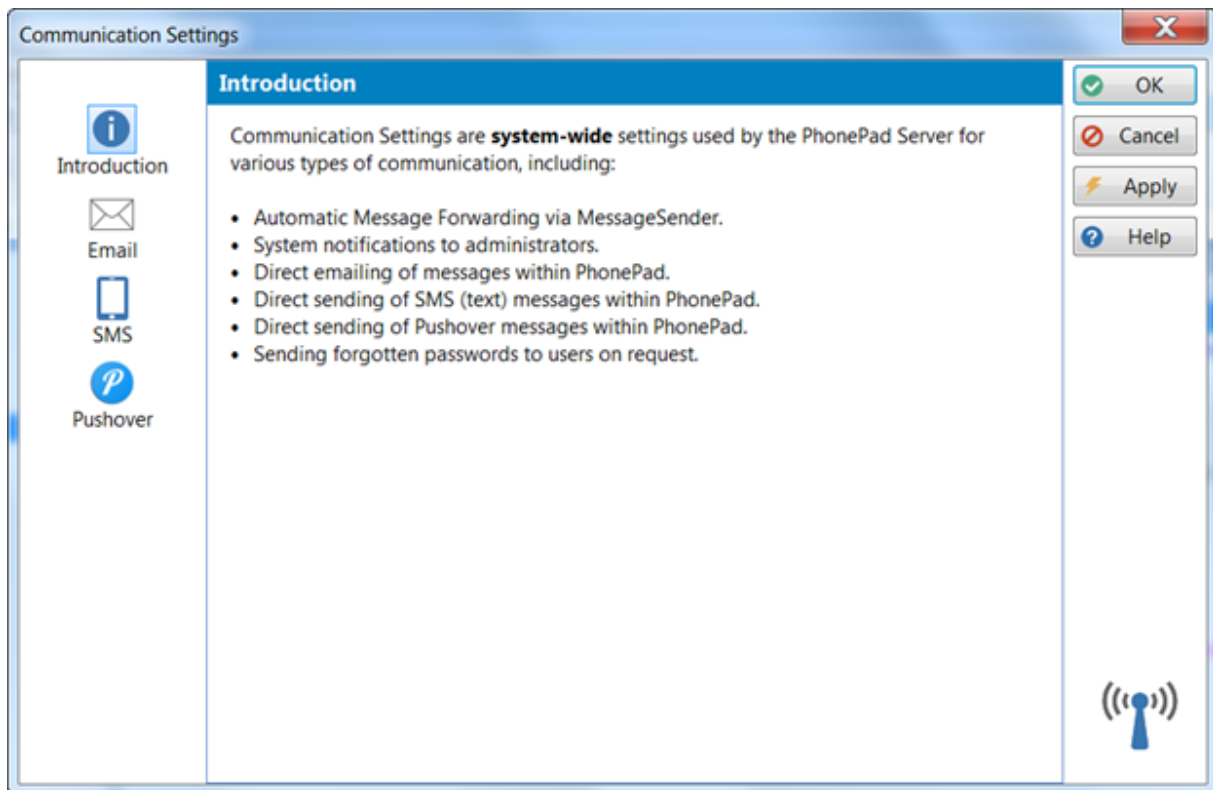 Communication Settings
Introduction
Email
SMS
Pushover
Introduction
Communication Settings are system-wide settings used by the PhonePad Server for
various types of communication, including:
• Automatic Message Forwarding via MessageSender.
• System notifications to administrators.
• Direct emailing of messages within PhonePad.
• Direct sending of SMS (text) messages within PhonePad.
• Direct sending of Pushover messages within PhonePad.
• Sending forgotten passwords to users on request.
OK
Cancel
Apply
Help